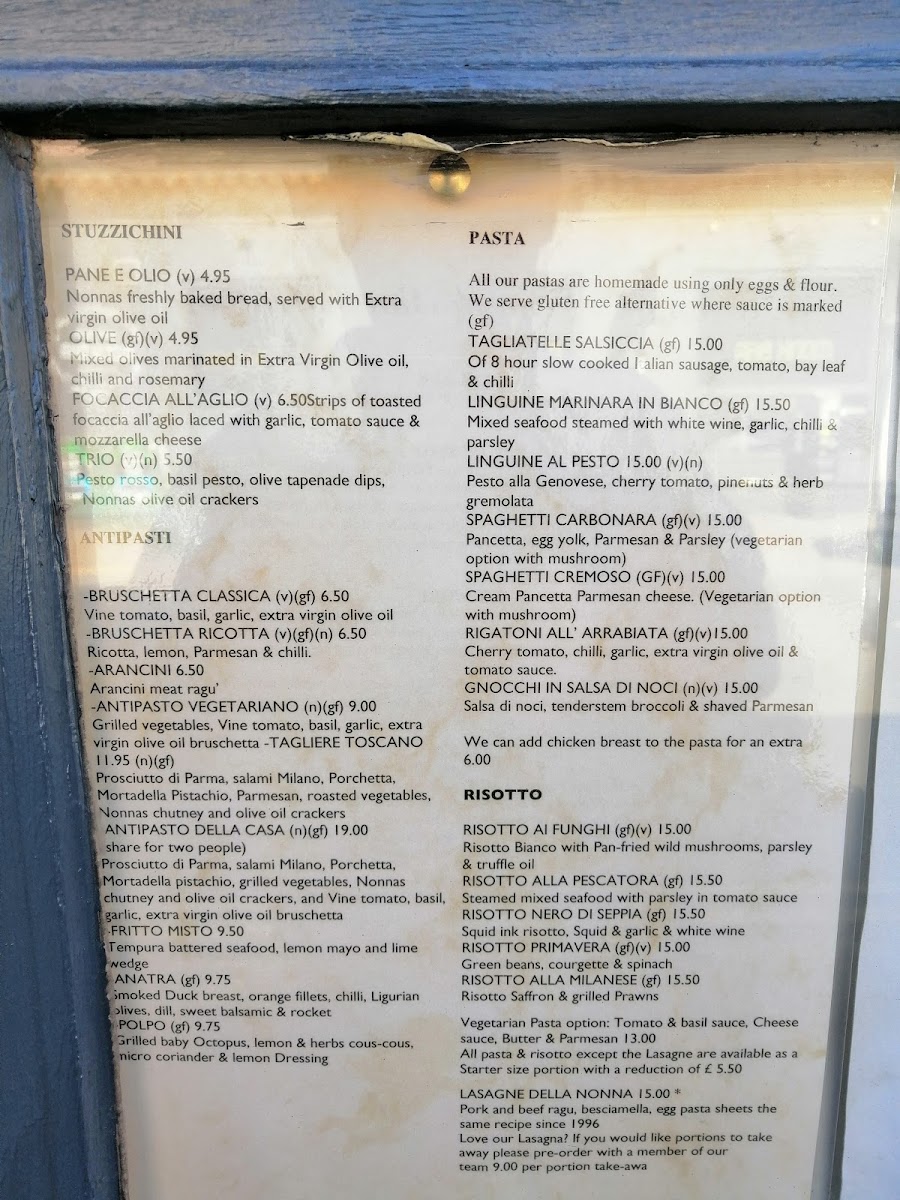 STUZZICHINI
PANE E OLIO (v) 4.95
Nonnas freshly baked bread, served with Extra
virgin olive oil
OLIVE (gf)(v) 4.95
Mixed olives marinated in Extra Virgin Olive oil,
chilli and rosemary
FOCACCIA ALL'AGLIO (v) 6.50Strips of toasted
focaccia all'aglio laced with garlic, tomato sauce &
mozzarella cheese
TRIO (v)(n) 5.50
Pesto rosso, basil pesto, olive tapenade dips,
Nonnas olive oil crackers
ANTIPASTI
-BRUSCHETTA CLASSICA (v)(gf) 6.50
Vine tomato, basil, garlic, extra virgin olive oil
-BRUSCHETTA RICOTTA (v)(gf)(n) 6.50
Ricotta, lemon, Parmesan & chilli.
-ARANCINI 6.50
Arancini meat ragu'
-ANTIPASTO VEGETARIANO (n)(gf) 9.00
Grilled vegetables, Vine tomato, basil, garlic, extra
virgin olive oil bruschetta -TAGLIERE TOSCANO
11.95 (n)(gf)
Prosciutto di Parma, salami Milano, Porchetta,
Mortadella Pistachio, Parmesan, roasted vegetables,
Nonnas chutney and olive oil crackers
ANTIPASTO DELLA CASA (n)(gf) 19.00
share for two people)
Prosciutto di Parma, salami Milano, Porchetta,
Mortadella pistachio, grilled vegetables, Nonnas
chutney and olive oil crackers, and Vine tomato, basil,
garlic, extra virgin olive oil bruschetta
-FRITTO MISTO 9.50
Tempura battered seafood, lemon mayo and lime
wedge
ANATRA (gf) 9.75
Smoked Duck breast, orange fillets, chilli, Ligurian
olives, dill, sweet balsamic & rocket
-POLPO (gf) 9.75
Grilled baby Octopus, lemon & herbs cous-cous,
micro coriander & lemon Dressing
PASTA
All our pastas are homemade using only eggs & flour.
We serve gluten free alternative where sauce is marked
(gf)
TAGLIATELLE SALSICCIA (gf) 15.00
Of 8 hour slow cooked Italian sausage, tomato, bay leaf
& chilli
LINGUINE MARINARA IN BIANCO (gf) 15.50
Mixed seafood steamed with white wine, garlic, chilli &
parsley
LINGUINE AL PESTO 15.00 (v)(n)
Pesto alla Genovese, cherry tomato, pinenuts & herb
gremolata
SPAGHETTI CARBONARA (gf)(v) 15.00
Pancetta, egg yolk, Parmesan & Parsley (vegetarian
option with mushroom)
SPAGHETTI CREMOSO (GF)(v) 15.00
Cream Pancetta Parmesan cheese. (Vegetarian option
with mushroom)
RIGATONI ALL' ARRABIATA (gf)(v)15.00
Cherry tomato, chilli, garlic, extra virgin olive oil &
tomato sauce.
GNOCCHI IN SALSA DI NOCI (n)(v) 15.00
Salsa di noci, tenderstem broccoli & shaved Parmesan
We can add chicken breast to the pasta for an extra
6.00
RISOTTO
RISOTTO AI FUNGHI (gf)(v) 15.00
Risotto Bianco with Pan-fried wild mushrooms, parsley
& truffle oil
RISOTTO ALLA PESCATORA (gf) 15.50
Steamed mixed seafood with parsley in tomato sauce
RISOTTO NERO DI SEPPIA (gf) 15.50
Squid ink risotto, Squid & garlic & white wine
RISOTTO PRIMAVERA (gf)(v) 15.00
Green beans, courgette & spinach
RISOTTO ALLA MILANESE (gf) 15.50
Risotto Saffron & grilled Prawns
Vegetarian Pasta option: Tomato & basil sauce, Cheese
sauce, Butter & Parmesan 13.00
All pasta & risotto except the Lasagne are available as a
Starter size portion with a reduction of £ 5.50
LASAGNE DELLA NONNA 15.00 *
Pork and beef ragu, besciamella, egg pasta sheets the
same recipe since 1996
Love our Lasagna? If you would like portions to take
away please pre-order with a member of our
team 9.00 per portion take-awa